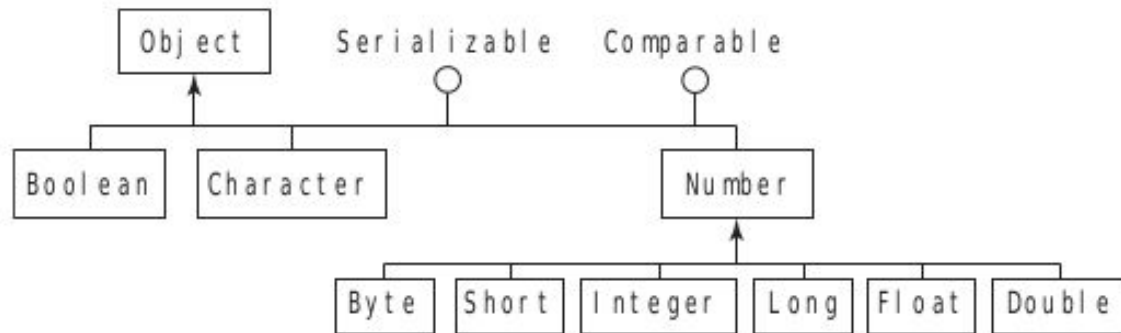 Object Serializable Comparable
Boolean Character Number
Byte Short Integer Long Float Double